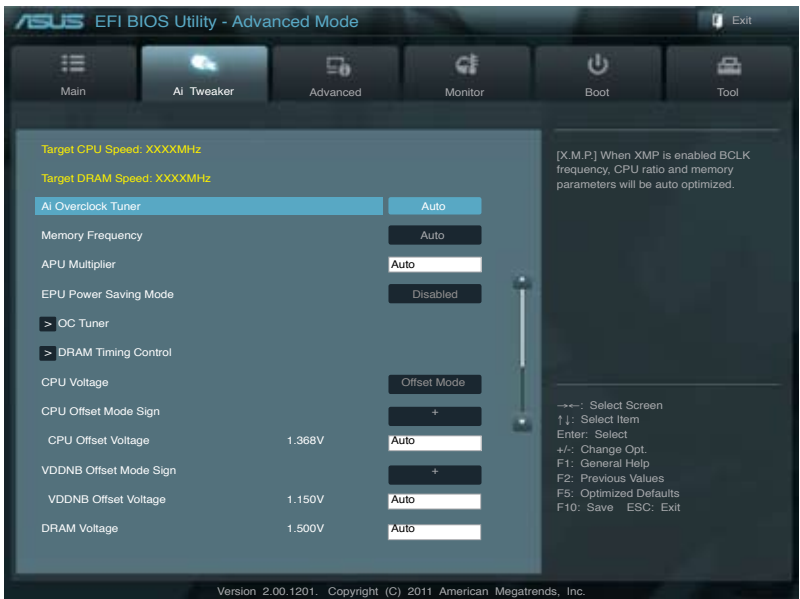 ASUS EFI BIOS Utility - Advanced Mode
Exit
Main
Ai Tweaker
Advanced
Monitor
Boot
Tool
Target CPU Speed: XXXXMHz
Target DRAM Speed: XXXXMHz
Ai Overclock Tuner Auto
Memory Frequency Auto
APU Multiplier Auto
EPU Power Saving Mode Disabled
> OC Tuner
> DRAM Timing Control
CPU Voltage Offset Mode
CPU Offset Mode Sign +
CPU Offset Voltage 1.368V Auto
VDDNB Offset Mode Sign +
VDDNB Offset Voltage 1.150V Auto
DRAM Voltage 1.500V Auto
[X.M.P.] When XMP is enabled BCLK
frequency, CPU ratio and memory
parameters will be auto optimized.
→←: Select Screen
↑↓: Select Item
Enter: Select
+/-: Change Opt.
F1: General Help
F2: Previous Values
F5: Optimized Defaults
F10: Save ESC: Exit
Version 2.00.1201. Copyright (C) 2011 American Megatrends, Inc.